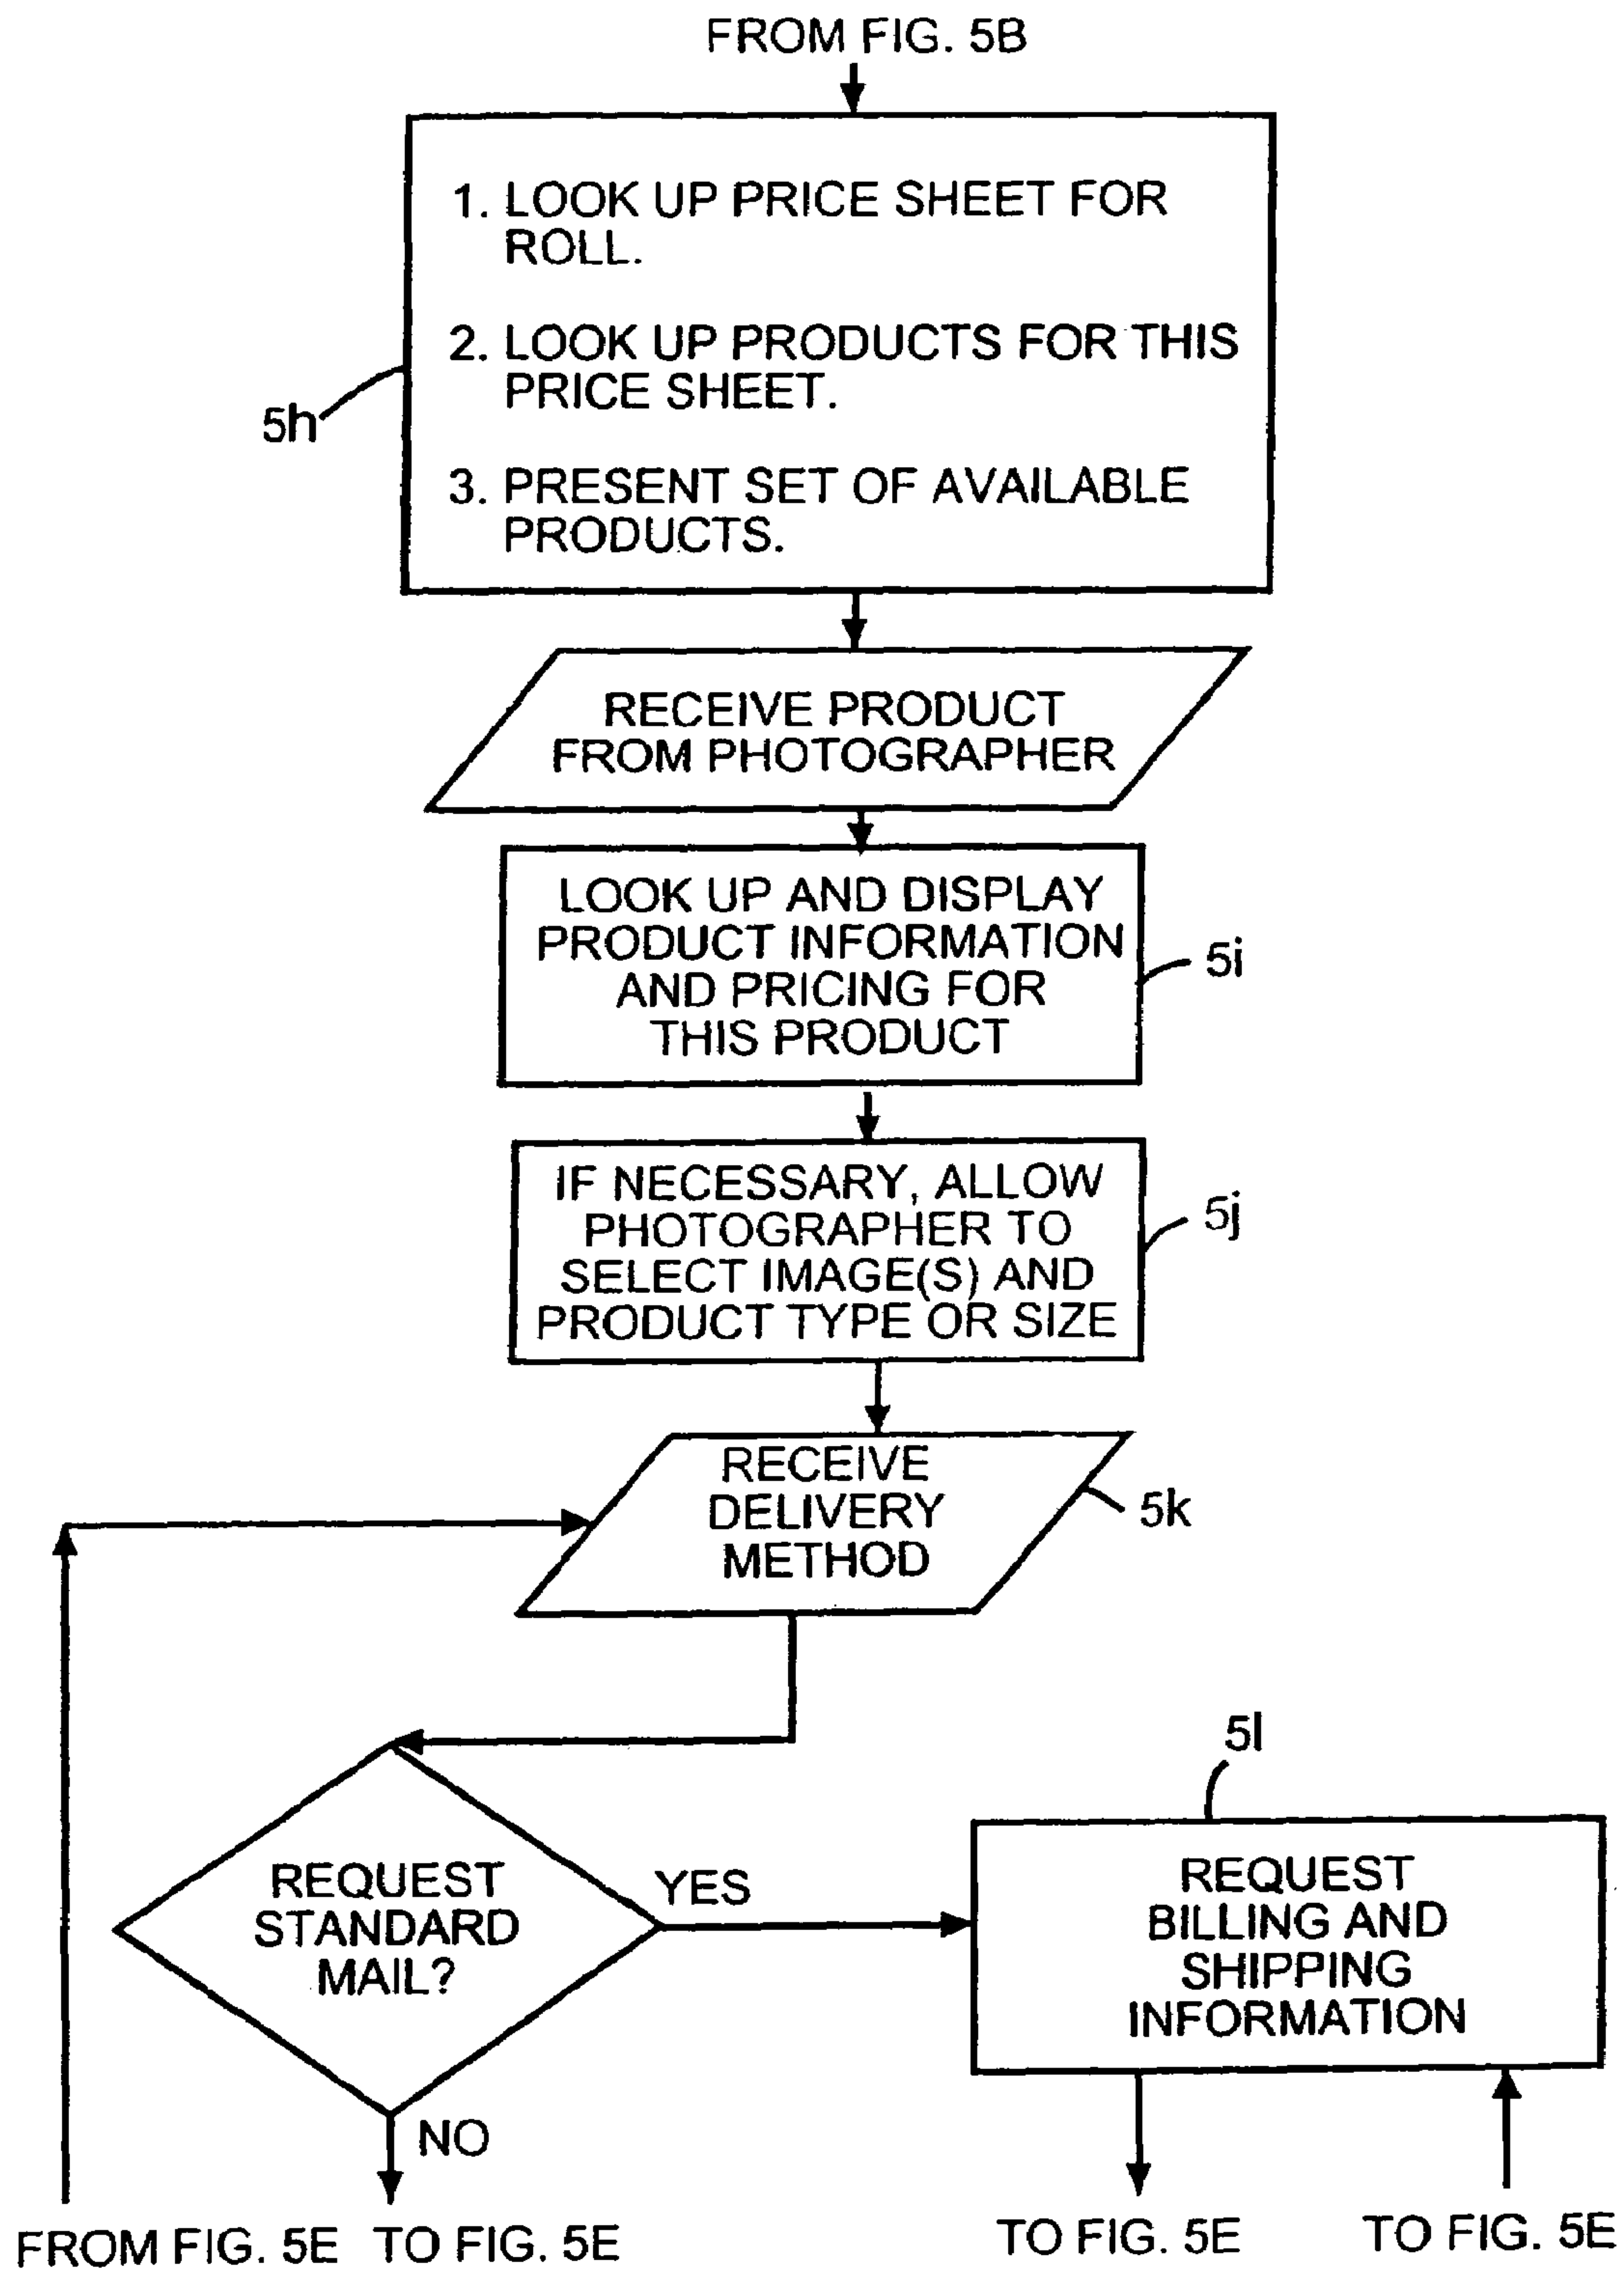 FROM FIG. 5B
1. LOOK UP PRICE SHEET FOR
ROLL.
2. LOOK UP PRODUCTS FOR THIS
PRICE SHEET.
3. PRESENT SET OF AVAILABLE
PRODUCTS.
5h
RECEIVE PRODUCT
FROM PHOTOGRAPHER
LOOK UP AND DISPLAY
PRODUCT INFORMATION
AND PRICING FOR
THIS PRODUCT
5i
IF NECESSARY, ALLOW
PHOTOGRAPHER TO
SELECT IMAGE(S) AND
PRODUCT TYPE OR SIZE
5j
RECEIVE
DELIVERY
METHOD
5k
REQUEST
STANDARD
MAIL?
YES
NO
5l
REQUEST
BILLING AND
SHIPPING
INFORMATION
FROM FIG. 5E
TO FIG. 5E
TO FIG. 5E
TO FIG. 5E